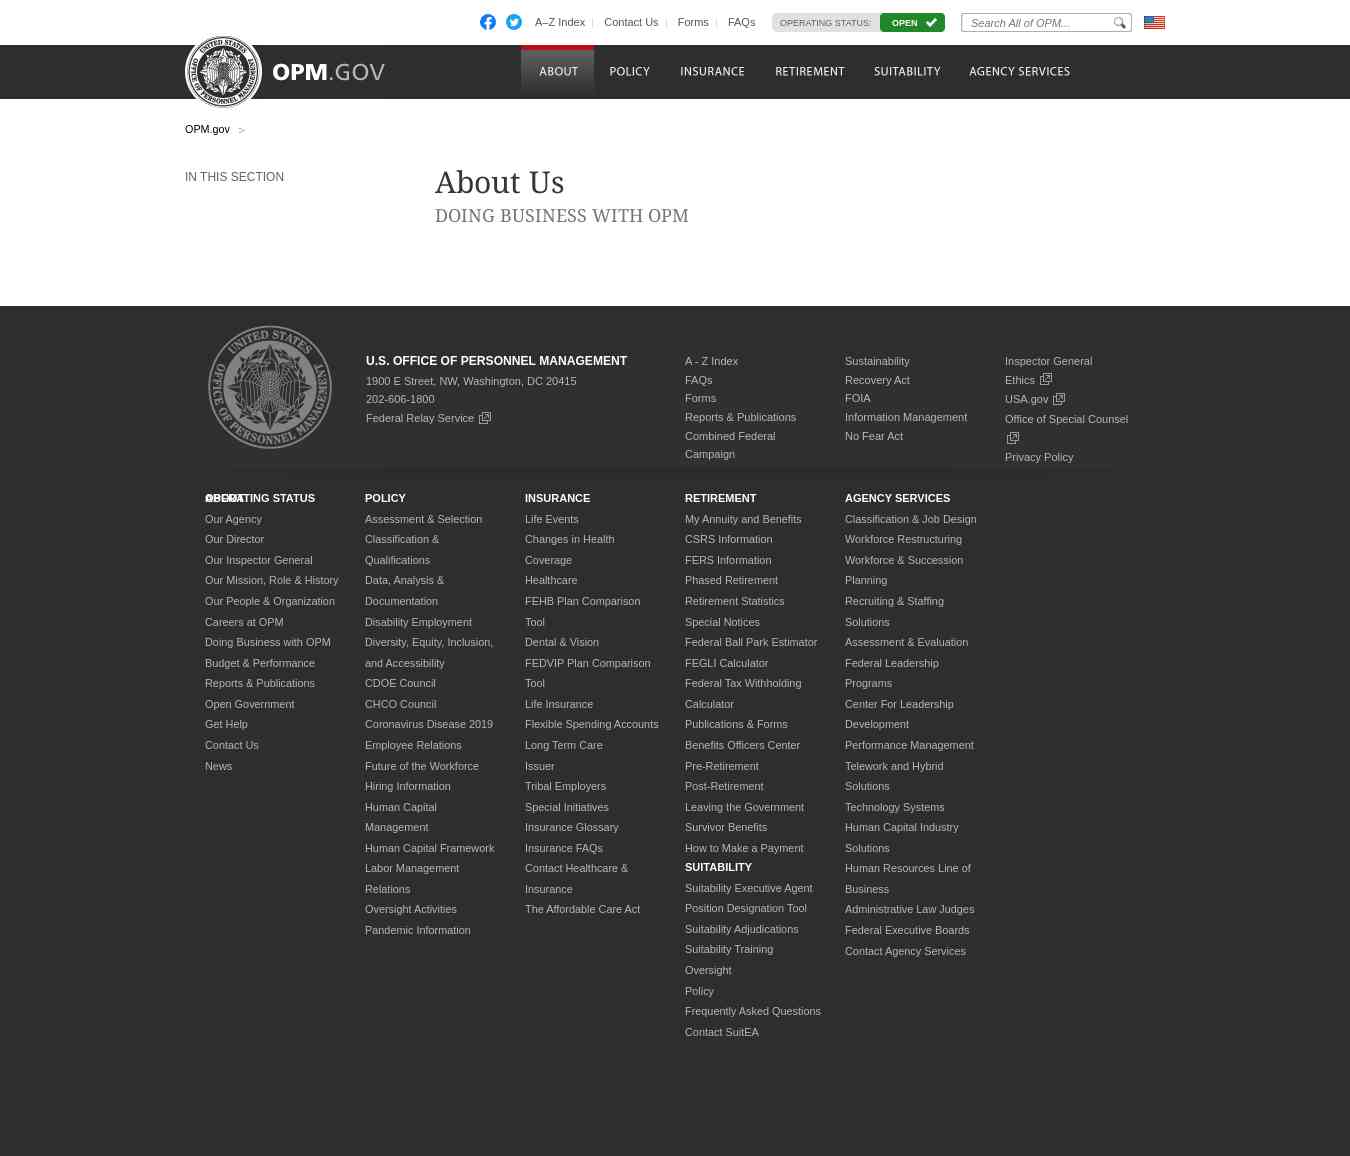 A–Z Index Contact Us Forms FAQs OPERATING STATUS: OPEN Search All of OPM...
UNITED STATES OFFICE OF PERSONNEL MANAGEMENT
OPM.GOV
ABOUT POLICY INSURANCE RETIREMENT SUITABILITY AGENCY SERVICES
OPM.gov >
IN THIS SECTION
About Us
DOING BUSINESS WITH OPM
UNITED STATES OFFICE OF PERSONNEL MANAGEMENT
U.S. OFFICE OF PERSONNEL MANAGEMENT
1900 E Street, NW, Washington, DC 20415
202-606-1800
Federal Relay Service
A - Z Index
FAQs
Forms
Reports & Publications
Combined Federal
Campaign
Sustainability
Recovery Act
FOIA
Information Management
No Fear Act
Inspector General
Ethics
USA.gov
Office of Special Counsel
Privacy Policy
OPERATING STATUS
ABOUT
Our Agency
Our Director
Our Inspector General
Our Mission, Role & History
Our People & Organization
Careers at OPM
Doing Business with OPM
Budget & Performance
Reports & Publications
Open Government
Get Help
Contact Us
News
POLICY
Assessment & Selection
Classification &
Qualifications
Data, Analysis &
Documentation
Disability Employment
Diversity, Equity, Inclusion,
and Accessibility
CDOE Council
CHCO Council
Coronavirus Disease 2019
Employee Relations
Future of the Workforce
Hiring Information
Human Capital
Management
Human Capital Framework
Labor Management
Relations
Oversight Activities
Pandemic Information
INSURANCE
Life Events
Changes in Health
Coverage
Healthcare
FEHB Plan Comparison
Tool
Dental & Vision
FEDVIP Plan Comparison
Tool
Life Insurance
Flexible Spending Accounts
Long Term Care
Issuer
Tribal Employers
Special Initiatives
Insurance Glossary
Insurance FAQs
Contact Healthcare &
Insurance
The Affordable Care Act
RETIREMENT
My Annuity and Benefits
CSRS Information
FERS Information
Phased Retirement
Retirement Statistics
Special Notices
Federal Ball Park Estimator
FEGLI Calculator
Federal Tax Withholding
Calculator
Publications & Forms
Benefits Officers Center
Pre-Retirement
Post-Retirement
Leaving the Government
Survivor Benefits
How to Make a Payment
SUITABILITY
Suitability Executive Agent
Position Designation Tool
Suitability Adjudications
Suitability Training
Oversight
Policy
Frequently Asked Questions
Contact SuitEA
AGENCY SERVICES
Classification & Job Design
Workforce Restructuring
Workforce & Succession
Planning
Recruiting & Staffing
Solutions
Assessment & Evaluation
Federal Leadership
Programs
Center For Leadership
Development
Performance Management
Telework and Hybrid
Solutions
Technology Systems
Human Capital Industry
Solutions
Human Resources Line of
Business
Administrative Law Judges
Federal Executive Boards
Contact Agency Services